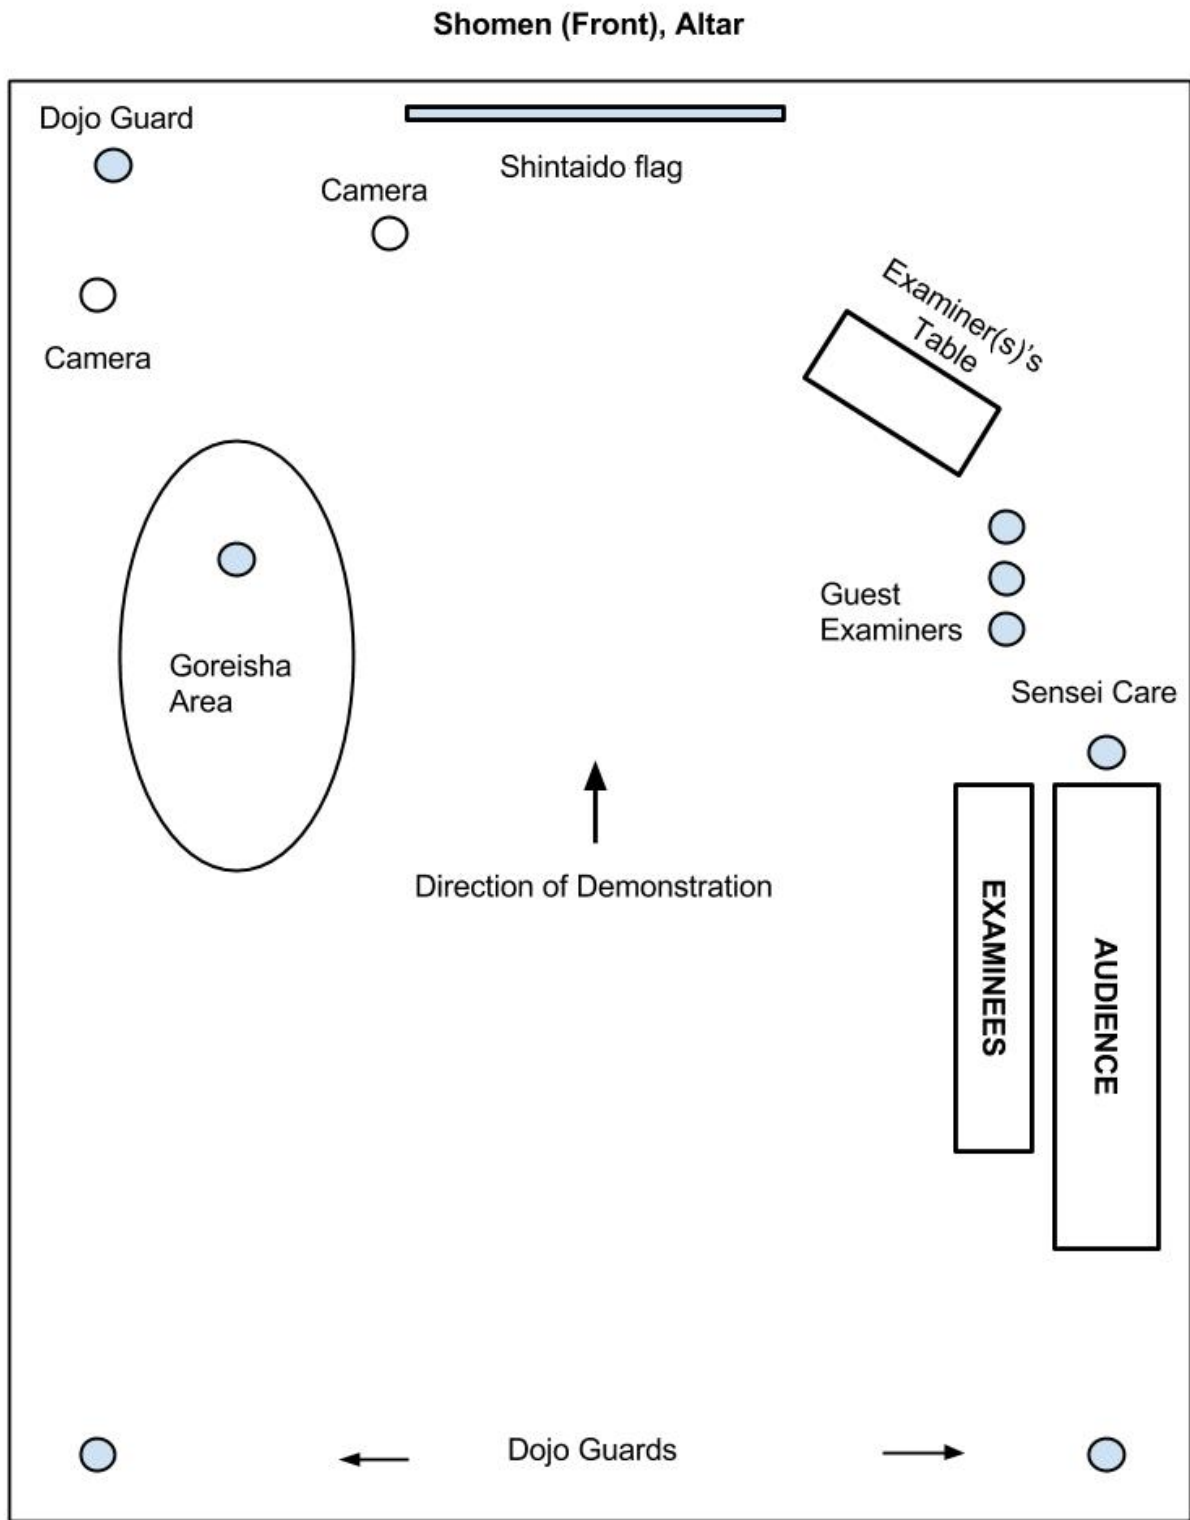 Shomen (Front), Altar
Dojo Guard
Shintaido flag
Camera
Camera
Examiner(s)'s
Table
Guest
Examiners
Goreisha
Area
Sensei Care
Direction of Demonstration
EXAMINEES
AUDIENCE
Dojo Guards